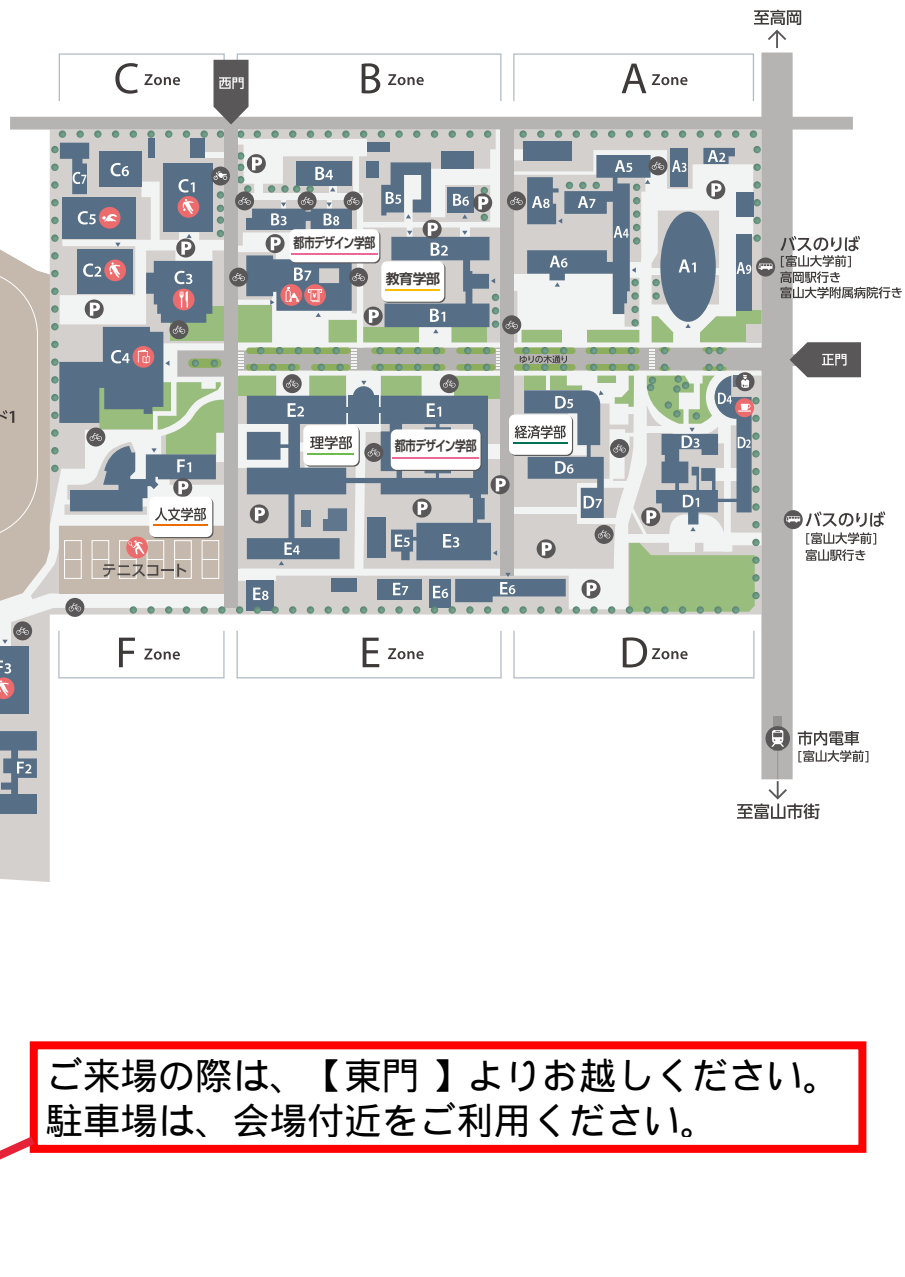 至高岡
C Zone
西門
B Zone
A Zone
C7
C6
C1
C5
C2
C3
C4
B4
B5
B6
B3
B8
都市デザイン学部
B2
B7
教育学部
B1
A5
A3
A2
A8
A7
A4
A6
A1
A9
バスのりば
[富山大学前]
高岡駅行き
富山大学附属病院行き
ゆりの木通り
正門
ド1
E2
E1
理学部
都市デザイン学部
D5
経済学部
D4
D3
D2
D6
D7
D1
F1
人文学部
テニスコート
E4
E5
E3
E8
E7
E6
E6
バスのりば
[富山大学前]
富山駅行き
F Zone
E Zone
D Zone
F3
F2
市内電車
[富山大学前]
至富山市街
ご来場の際は、【東門 】よりお越しください。
駐車場は、会場付近をご利用ください。